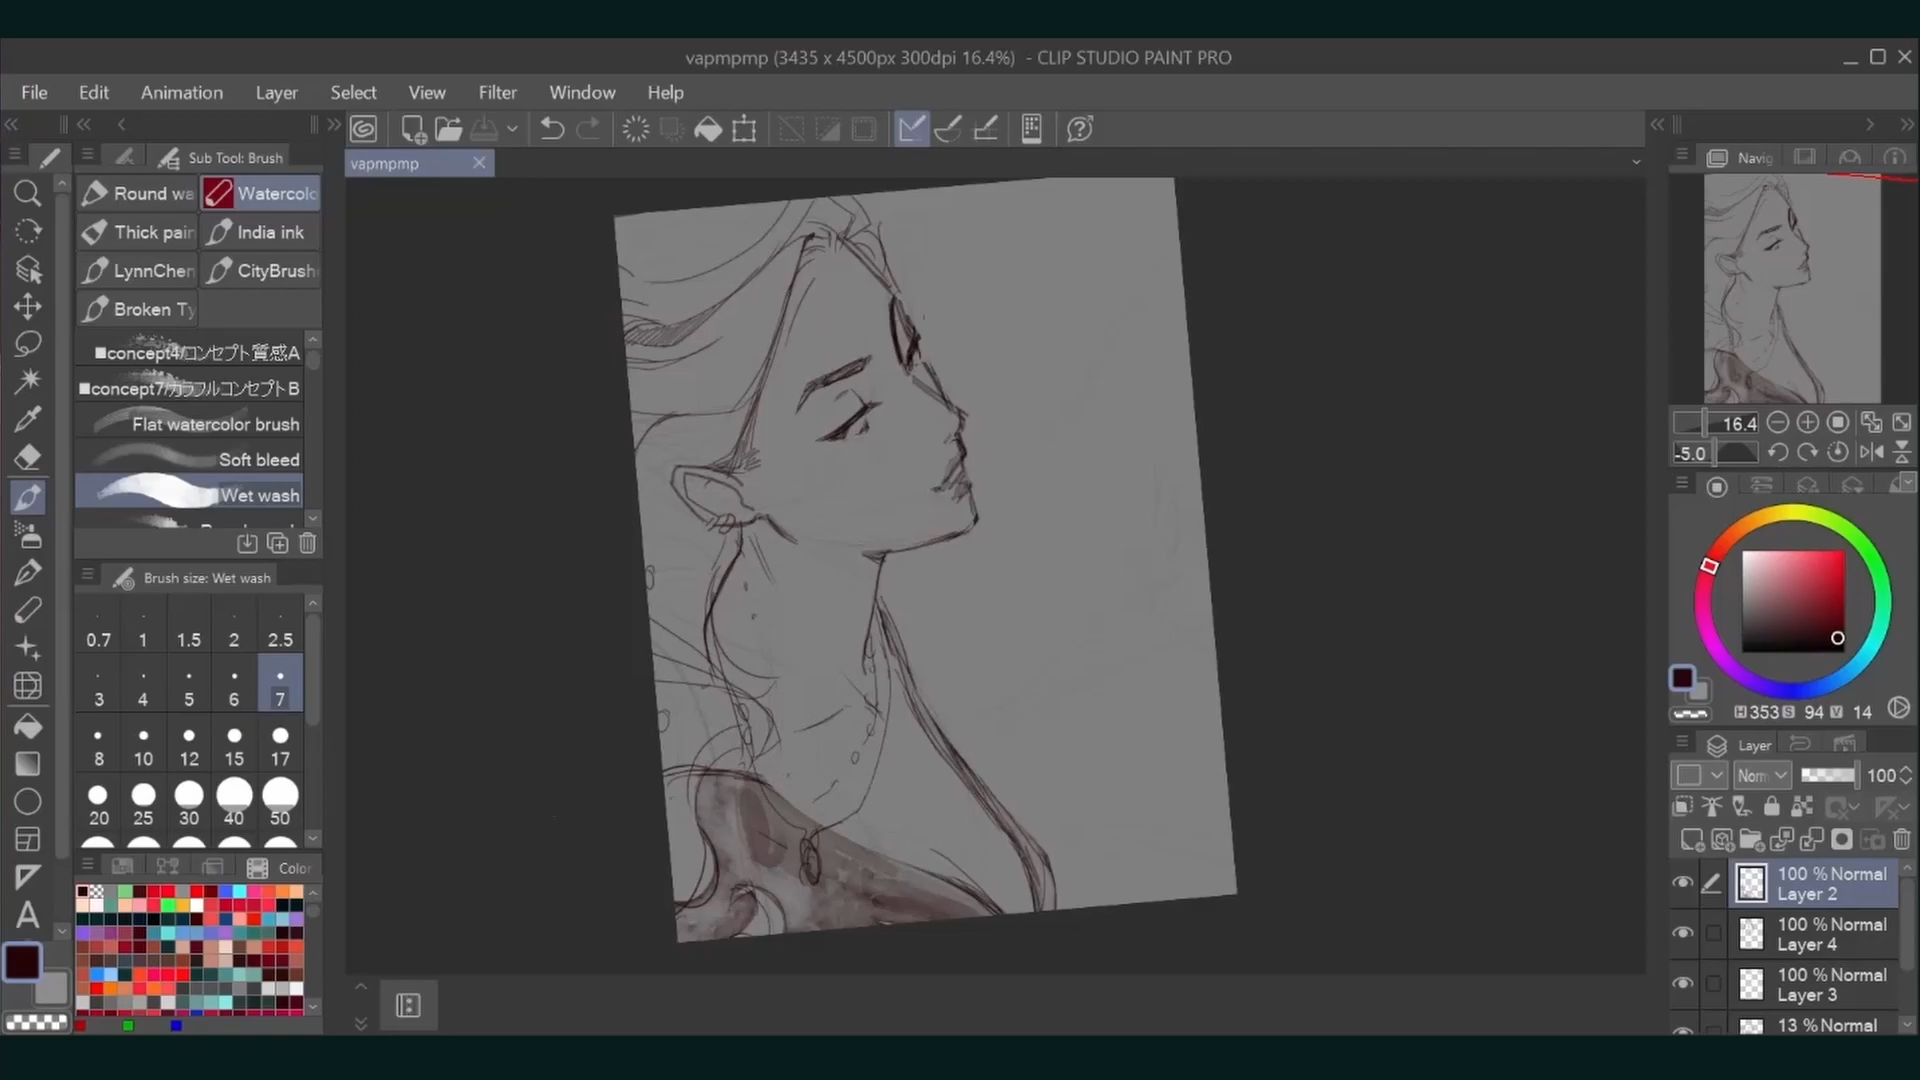 vapmpmp (3435 x 4500px 300dpi 16.4%) - CLIP STUDIO PAINT PRO
File Edit Animation Layer Select View Filter Window Help
Sub Tool: Brush
vapmpmp
Navig
Round wa
Watercolo
Thick pain
India ink
LynnChen
CityBrush
Broken Ty
■concept4/コンセプト質感A
■concept7/カラフルコンセプトB
Flat watercolor brush
Soft bleed
Wet wash
Brush size: Wet wash
0.7 1 1.5 2 2.5
3 4 5 6 7
8 10 12 15 17
20 25 30 40 50
Color
A
16.4
-5.0
H 353 S 94 V 14
Layer
Norm
100
100 % Normal
Layer 2
100 % Normal
Layer 4
100 % Normal
Layer 3
13 % Normal